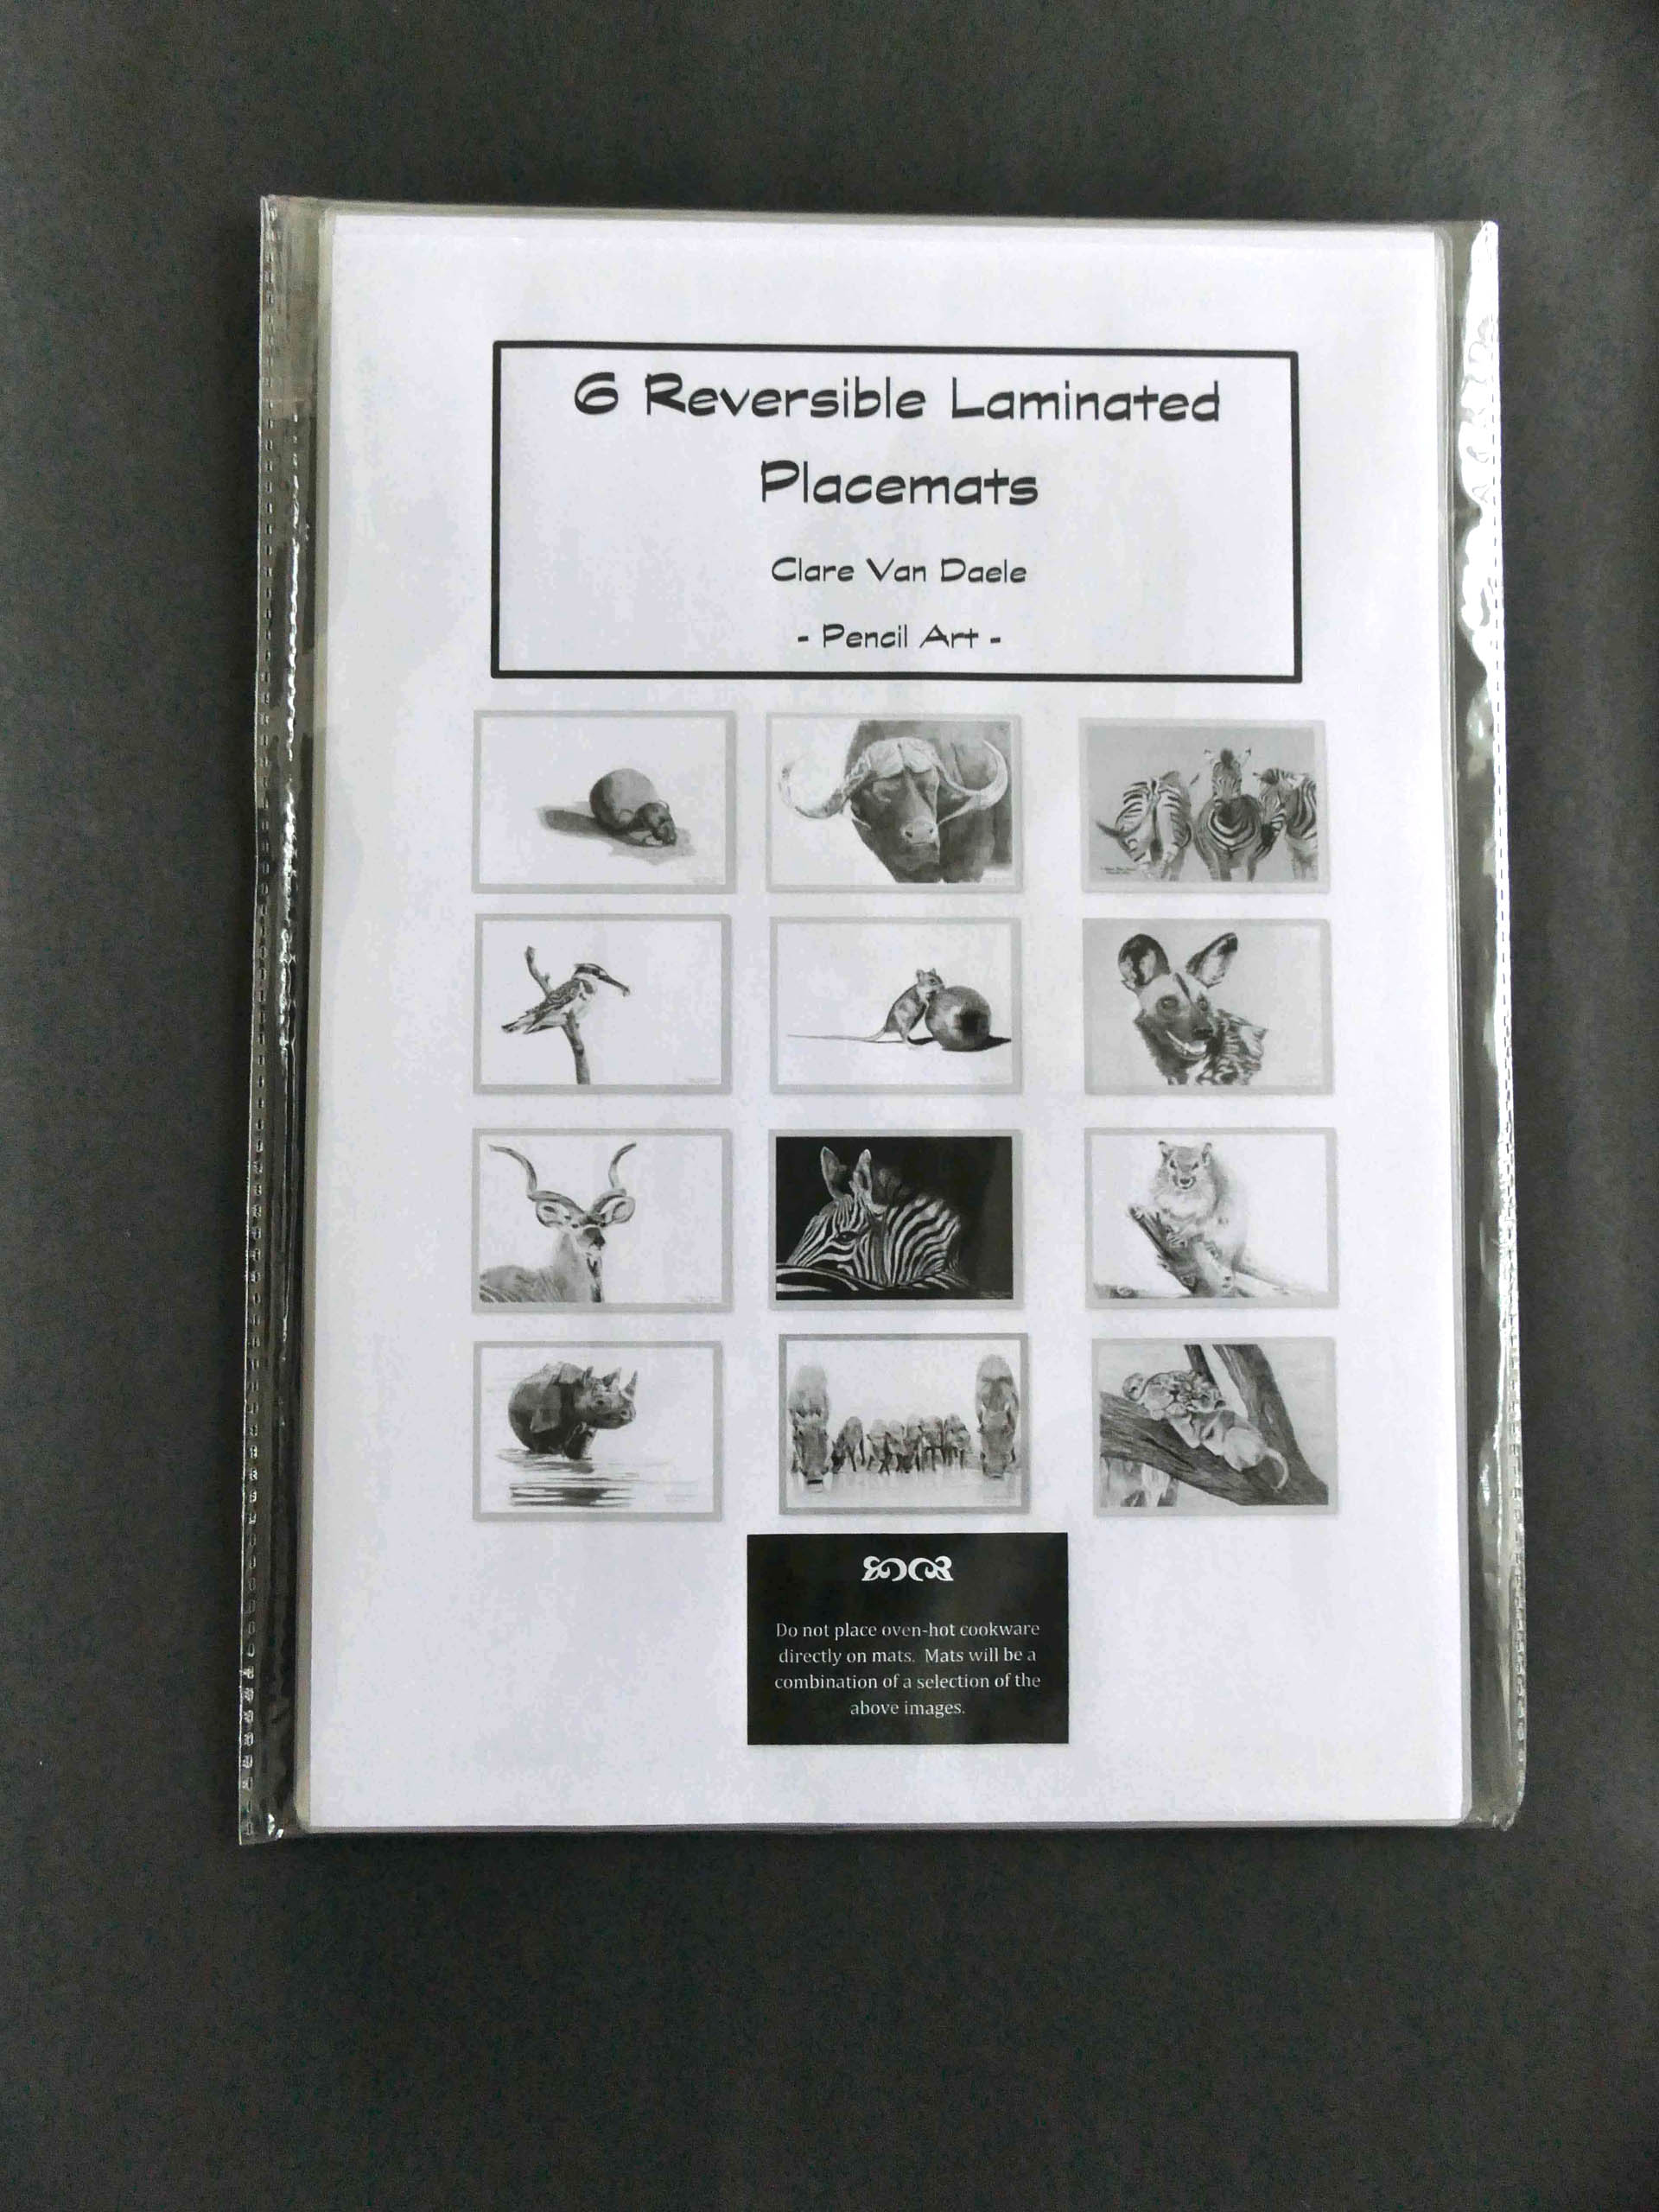 6 Reversible Laminated
Placemats
Clare Van Daele
- Pencil Art -
Do not place oven-hot cookware
directly on mats. Mats will be a
combination of a selection of the
above images.